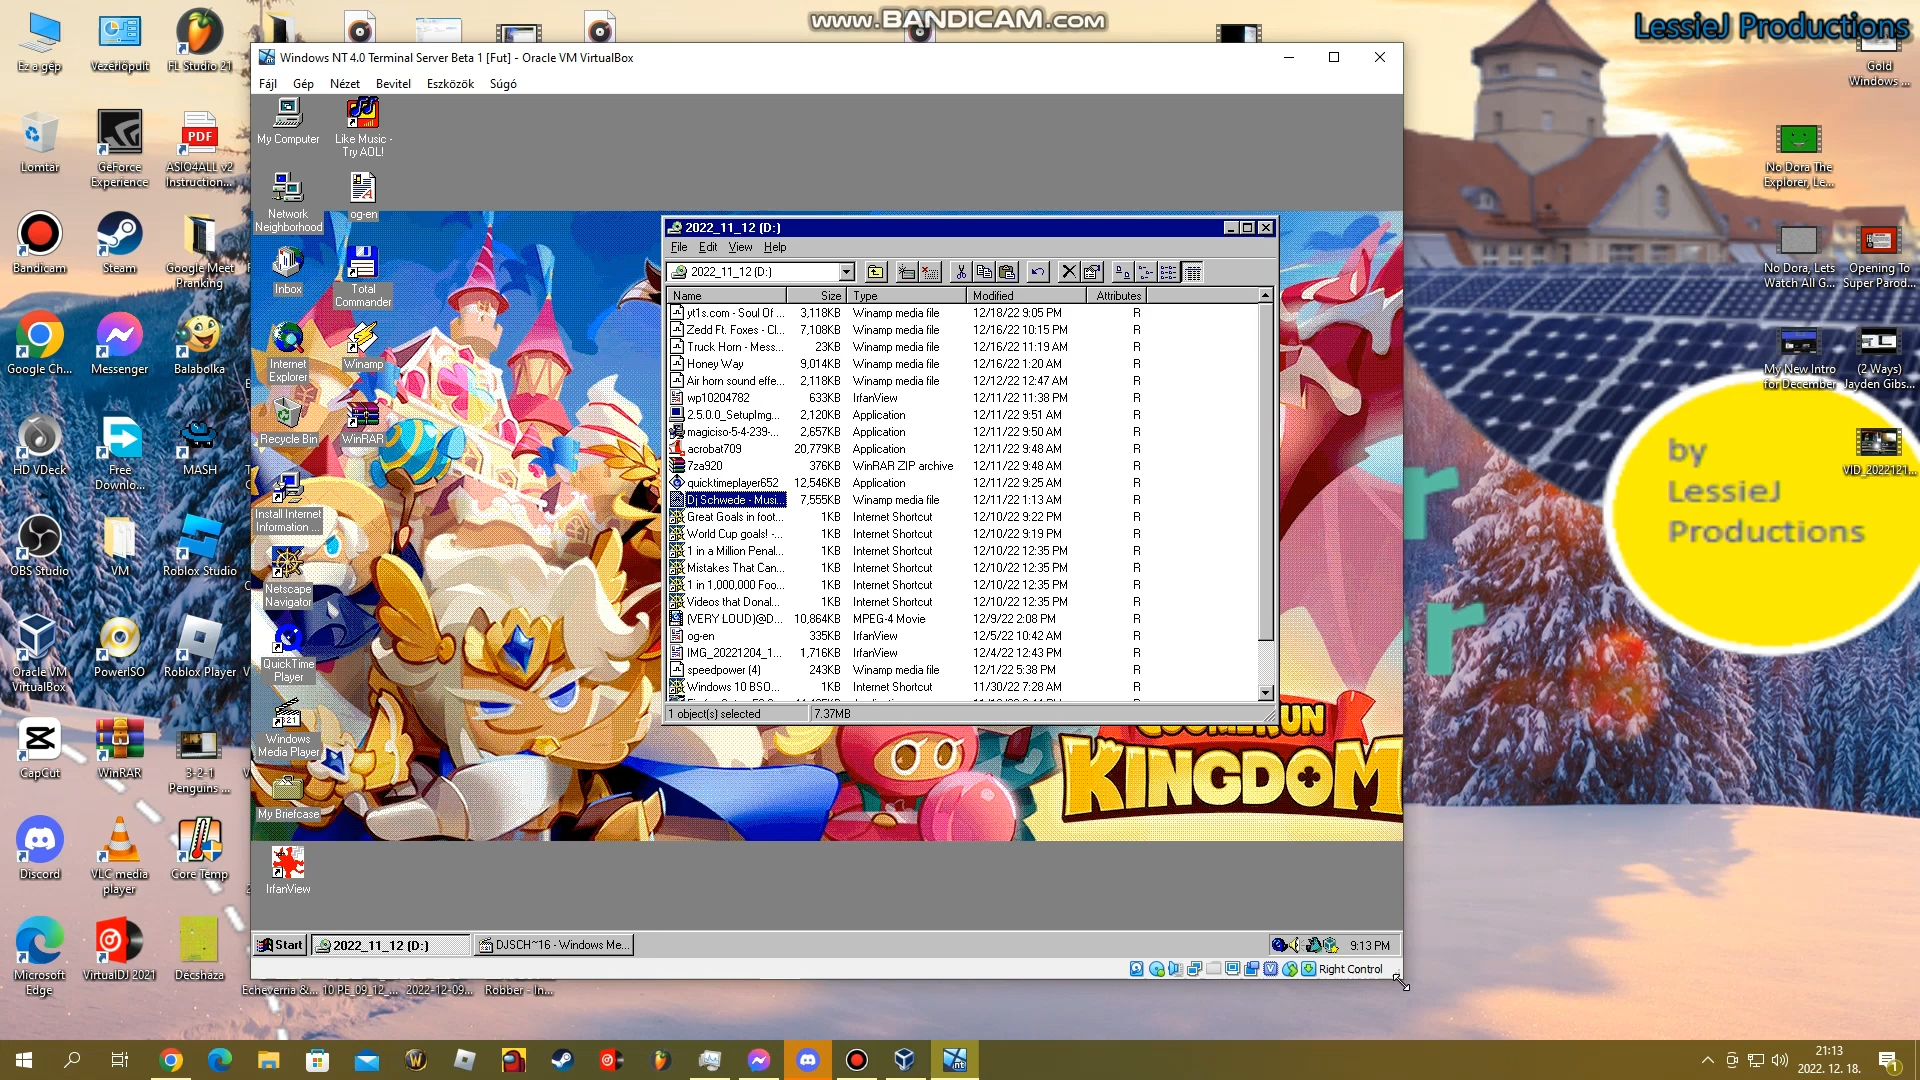 www.BANDICAM.com
LessieJ Productions
Ez a gép
Vezérlőpult
FL Studio 21
Gold
Windows ...
Lomtár
GeForce
Experience
ASIO4ALL v2
Instruction...
No Dora The
Explorer, Le...
Bandicam
Steam
Google Meet
Pranking
No Dora, Lets
Watch All G...
Opening To
Super Parod...
Google Ch...
Messenger
Balabolka
My New Intro
for December
(2 Ways)
Jayden Gibs...
HD VDeck
Free
Downlo...
MASH
VID_2022121...
OBS Studio
VM
Roblox Studio
Oracle VM
VirtualBox
PowerISO
Roblox Player
CapCut
WinRAR
3-2-1
Penguins ...
Discord
VLC media
player
Core Temp
Microsoft
Edge
VirtualDJ 2021
Décsháza
Echeverria &...
10 PE_09_12_...
2022-12-09...
Robber - In...
by
LessieJ
Productions
Windows NT 4.0 Terminal Server Beta 1 [Fut] - Oracle VM VirtualBox
Fájl Gép Nézet Bevitel Eszközök Súgó
My Computer
Like Music -
Try AOL!
Network
Neighborhood
og-en
Inbox
Total
Commander
Internet
Explorer
Winamp
Recycle Bin
WinRAR
Install Internet
Information ...
Netscape
Navigator
QuickTime
Player
Windows
Media Player
My Briefcase
IrfanView
2022_11_12 (D:)
File Edit View Help
2022_11_12 (D:)
Name Size Type Modified Attributes
yt1s.com - Soul Of ... 3,118KB Winamp media file 12/18/22 9:05 PM R
Zedd Ft. Foxes - Cl... 7,108KB Winamp media file 12/16/22 10:15 PM R
Truck Horn - Mess... 23KB Winamp media file 12/16/22 11:19 AM R
Honey Way 9,014KB Winamp media file 12/16/22 1:20 AM R
Air horn sound effe... 2,118KB Winamp media file 12/12/22 12:47 AM R
wp10204782 633KB IrfanView 12/11/22 11:38 PM R
2.5.0.0_SetupImg... 2,120KB Application 12/11/22 9:51 AM R
magiciso-5-4-239-... 2,657KB Application 12/11/22 9:50 AM R
acrobat709 20,779KB Application 12/11/22 9:48 AM R
7za920 376KB WinRAR ZIP archive 12/11/22 9:48 AM R
quicktimeplayer652 12,546KB Application 12/11/22 9:25 AM R
Dj Schwede - Musi... 7,555KB Winamp media file 12/11/22 1:13 AM R
Great Goals in foot... 1KB Internet Shortcut 12/10/22 9:22 PM R
World Cup goals! -... 1KB Internet Shortcut 12/10/22 9:19 PM R
1 in a Million Penal... 1KB Internet Shortcut 12/10/22 12:35 PM R
Mistakes That Can... 1KB Internet Shortcut 12/10/22 12:35 PM R
1 in 1,000,000 Foo... 1KB Internet Shortcut 12/10/22 12:35 PM R
Videos that Donal... 1KB Internet Shortcut 12/10/22 12:35 PM R
(VERY LOUD)@D... 10,864KB MPEG-4 Movie 12/9/22 2:08 PM R
og-en 335KB IrfanView 12/5/22 10:42 AM R
IMG_20221204_1... 1,716KB IrfanView 12/4/22 12:43 PM R
speedpower (4) 243KB Winamp media file 12/1/22 5:38 PM R
Windows 10 BSO... 1KB Internet Shortcut 11/30/22 7:28 AM R
1 object(s) selected 7.37MB
KINGDOM
Start
2022_11_12 (D:)
DJSCH~16 - Windows Me...
9:13 PM
Right Control
21:13
2022. 12. 18.
1